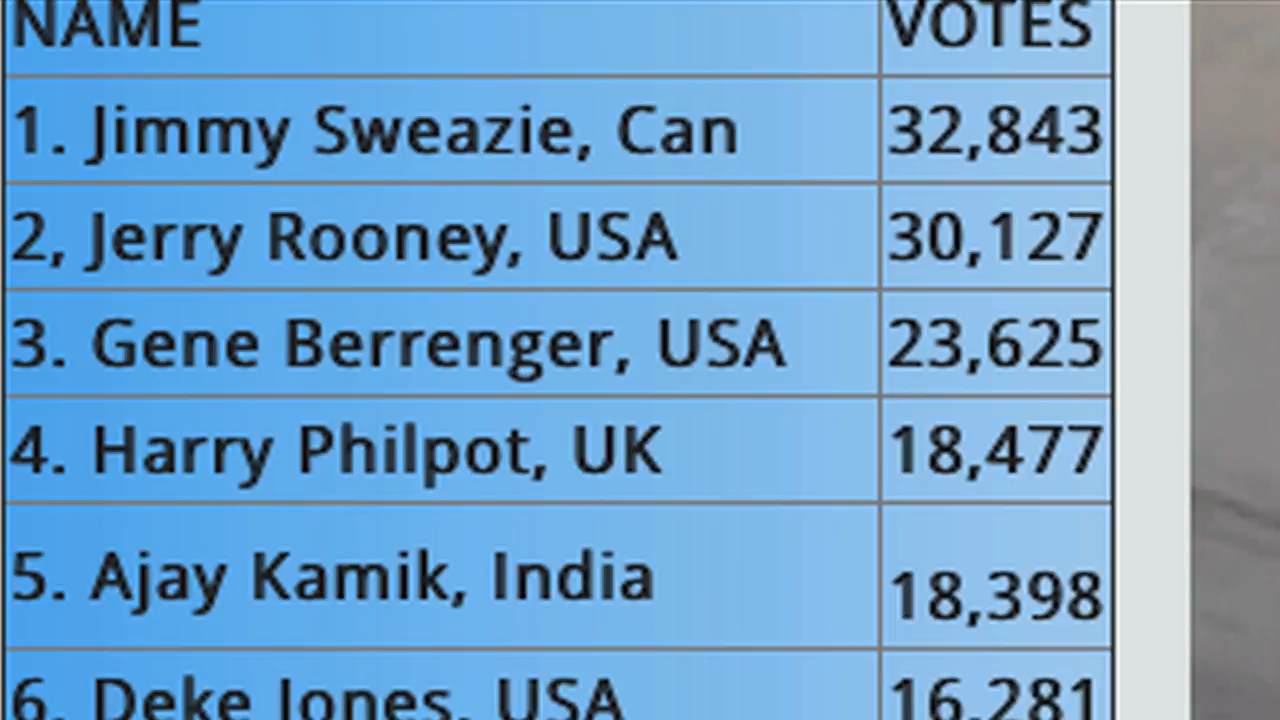 NAME VOTES
1. Jimmy Sweazie, Can 32,843
2, Jerry Rooney, USA 30,127
3. Gene Berrenger, USA 23,625
4. Harry Philpot, UK 18,477
5. Ajay Kamik, India 18,398
6. Deke Jones, USA 16,281